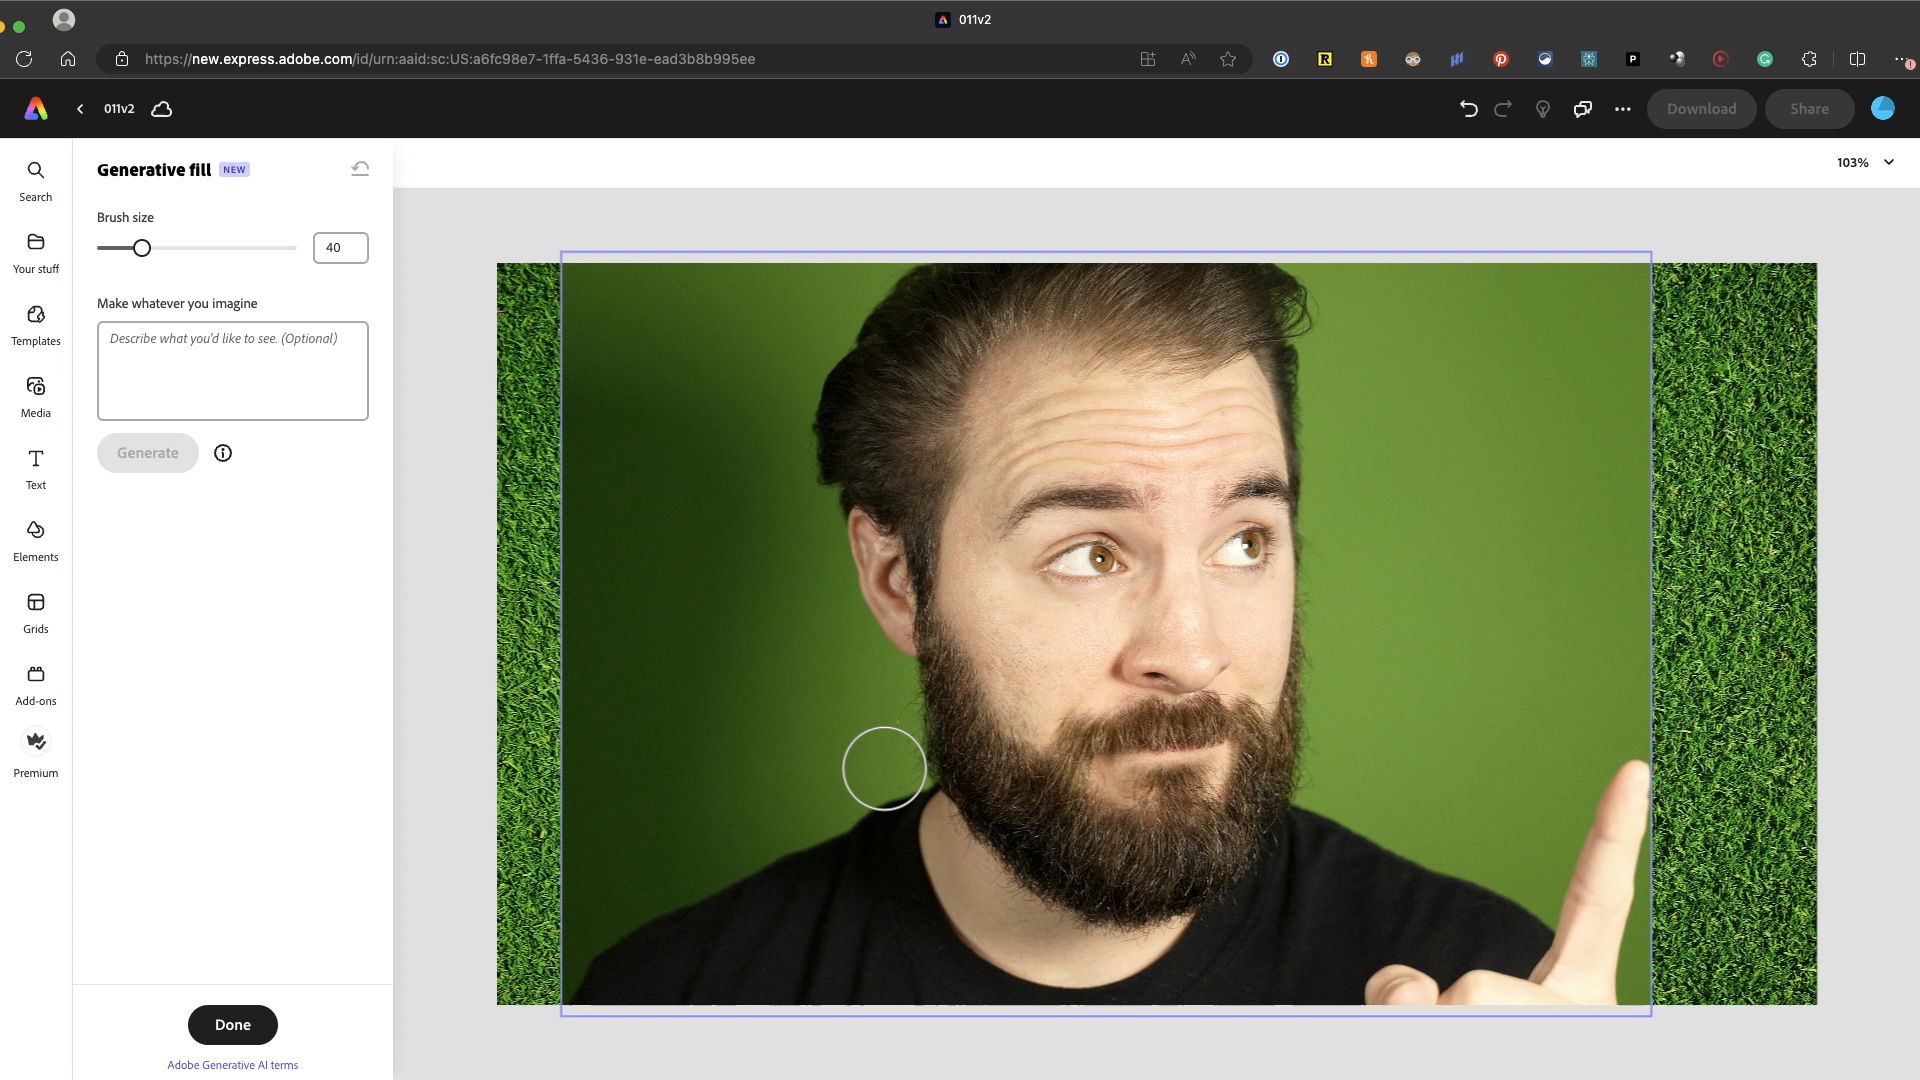 011v2
https://new.express.adobe.com/id/urn:aaid:sc:US:a6fc98e7-1ffa-5436-931e-ead3b8b995ee
011v2
Download
Share
Generative fill NEW
103%
Search
Brush size
40
Your stuff
Make whatever you imagine
Describe what you'd like to see. (Optional)
Templates
Media
Generate
Text
Elements
Grids
Add-ons
Premium
Done
Adobe Generative AI terms